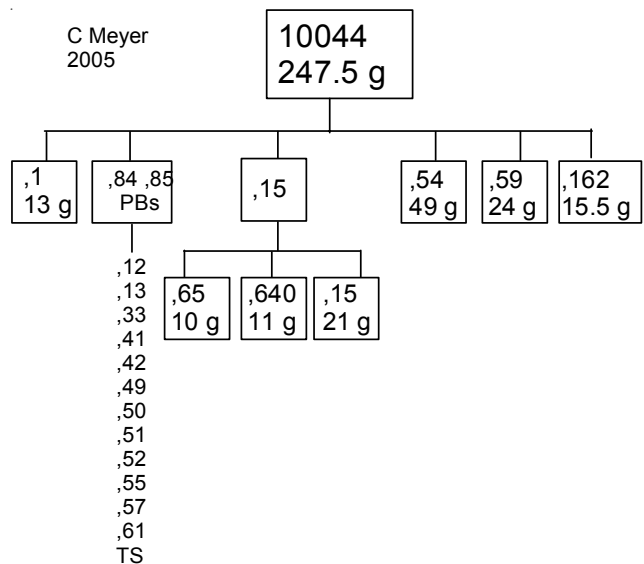 C Meyer
2005
10044
247.5 g
,1
13 g
,84 ,85
PBs
,15
,54
49 g
,59
24 g
,162
15.5 g
,65
10 g
,640
11 g
,15
21 g
,12
,13
,33
,41
,42
,49
,50
,51
,52
,55
,57
,61
TS